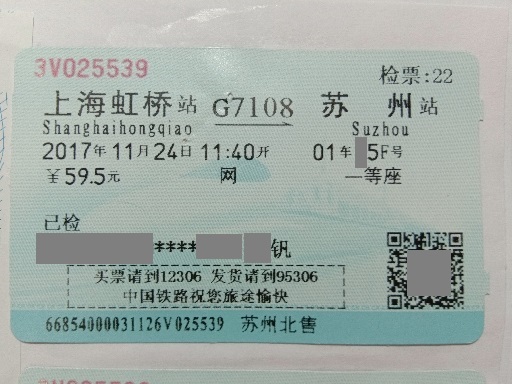 3V025539
检票:22
上海虹桥站 G7108 苏州站
Shanghaihongqiao Suzhou
2017年11月24日11:40开 01车5F号
￥59.5元 网 一等座
已检
****钒
买票请到12306 发货请到95306
中国铁路祝您旅途愉快
66854000031126V025539 苏州北售